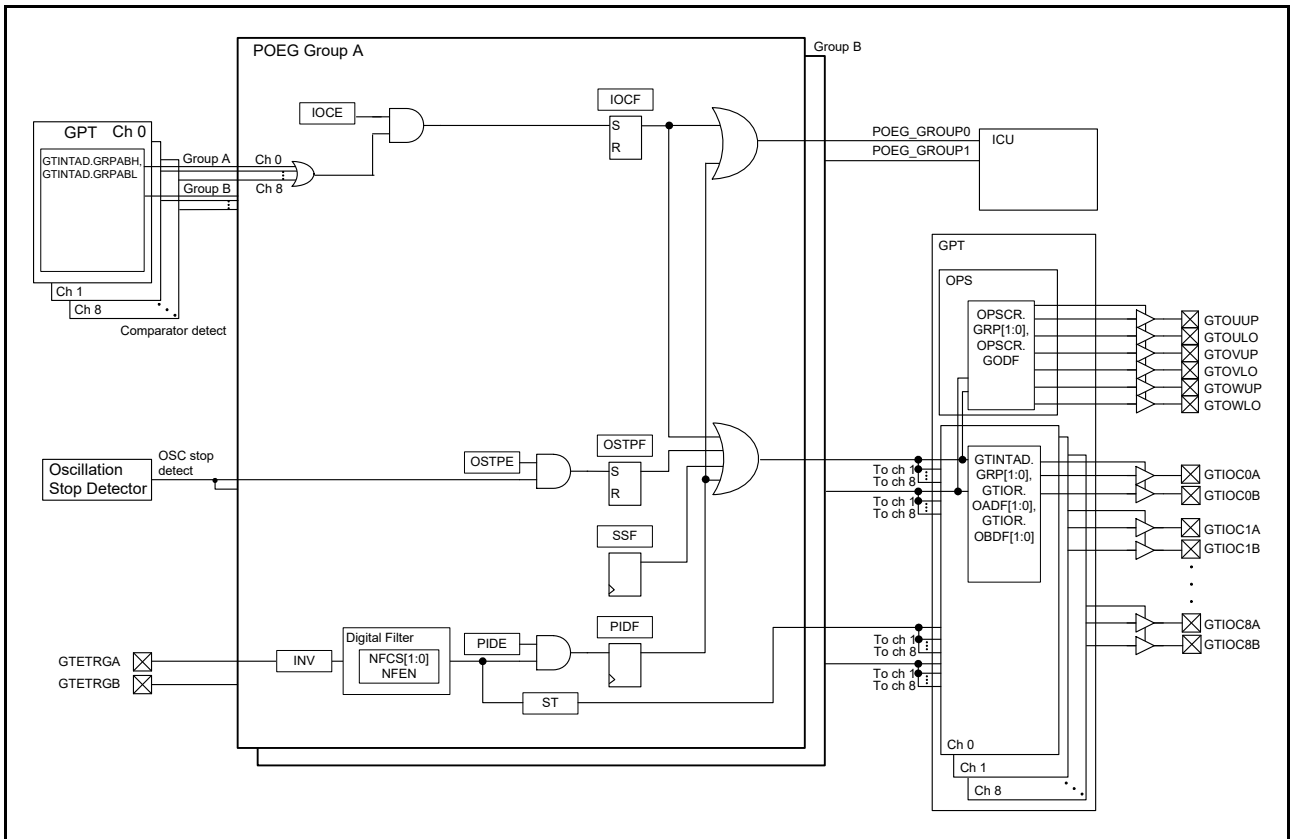 POEG Group A
Group B
IOCE
IOCF
S
R
GPT Ch 0
GTINTAD.GRPABH,
GTINTAD.GRPABL
Group A
Ch 0
Ch 8
Group B
Ch 1
Ch 8
Comparator detect
POEG_GROUP0
POEG_GROUP1
ICU
GPT
OPS
OPSCR.
GRP[1:0],
OPSCR.
GODF
GTOUUP
GTOULO
GTOVUP
GTOVLO
GTOWUP
GTOWLO
Oscillation
Stop Detector
OSC stop
detect
OSTPE
OSTPF
S
R
SSF
To ch 1
To ch 8
To ch 1
To ch 8
GTINTAD.
GRP[1:0],
GTIOR.
OADF[1:0],
GTIOR.
OBDF[1:0]
GTIOC0A
GTIOC0B
GTIOC1A
GTIOC1B
GTIOC8A
GTIOC8B
GTETRGA
GTETRGB
INV
Digital Filter
NFCS[1:0]
NFEN
PIDE
PIDF
ST
To ch 1
To ch 8
To ch 1
To ch 8
Ch 0
Ch 1
Ch 8